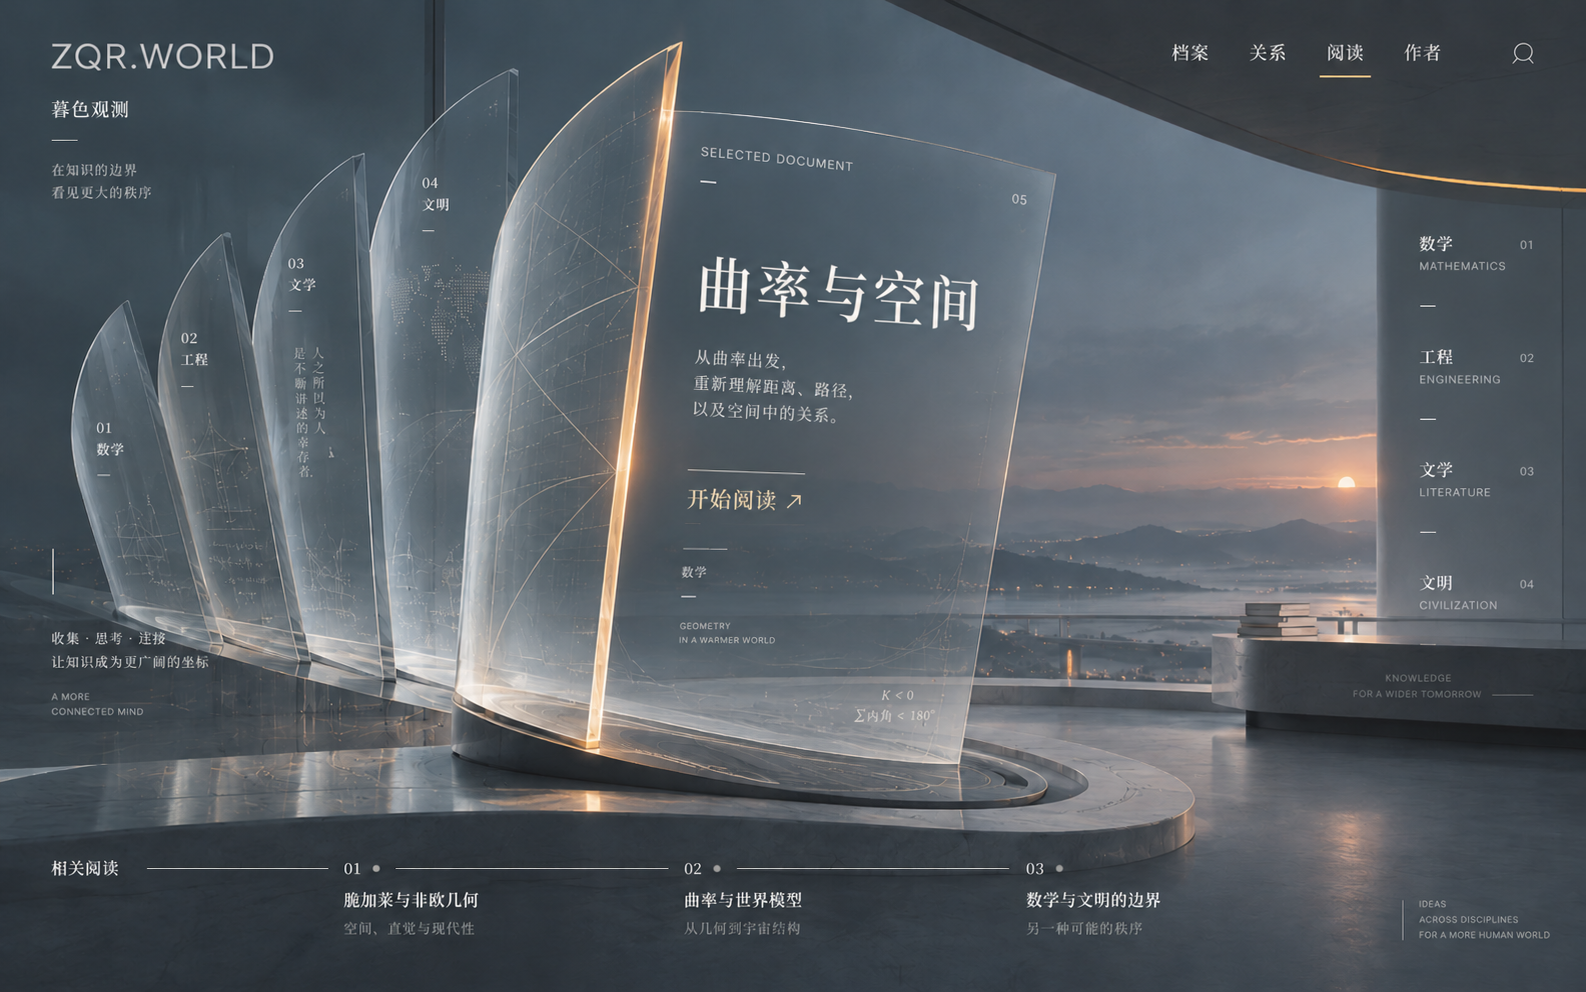 ZQR.WORLD
暮色观测
在知识的边界
看见更大的秩序
档案 关系 阅读 作者
SELECTED DOCUMENT
05
曲率与空间
从曲率出发，
重新理解距离、路径，
以及空间中的关系。
开始阅读 ↗
数学
GEOMETRY
IN A WARMER WORLD
K < 0
∑内角 < 180°
04
文明
03
文学
人之所以为人
是不断讲述的幸存者.
02
工程
01
数学
数学 01
MATHEMATICS
工程 02
ENGINEERING
文学 03
LITERATURE
文明 04
CIVILIZATION
KNOWLEDGE
FOR A WIDER TOMORROW
收集 · 思考 · 连接
让知识成为更广阔的坐标
A MORE
CONNECTED MIND
相关阅读
01
脆加莱与非欧几何
空间、直觉与现代性
02
曲率与世界模型
从几何到宇宙结构
03
数学与文明的边界
另一种可能的秩序
IDEAS
ACROSS DISCIPLINES
FOR A MORE HUMAN WORLD